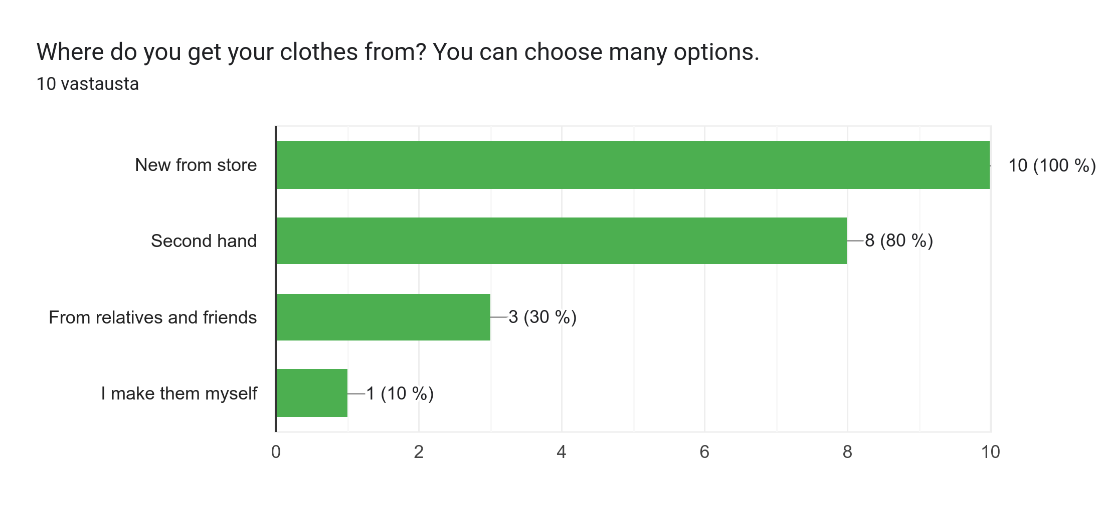 Where do you get your clothes from? You can choose many options.
10 vastausta
New from store
10 (100 %)
Second hand
8 (80 %)
From relatives and friends
3 (30 %)
I make them myself
1 (10 %)
0 2 4 6 8 10